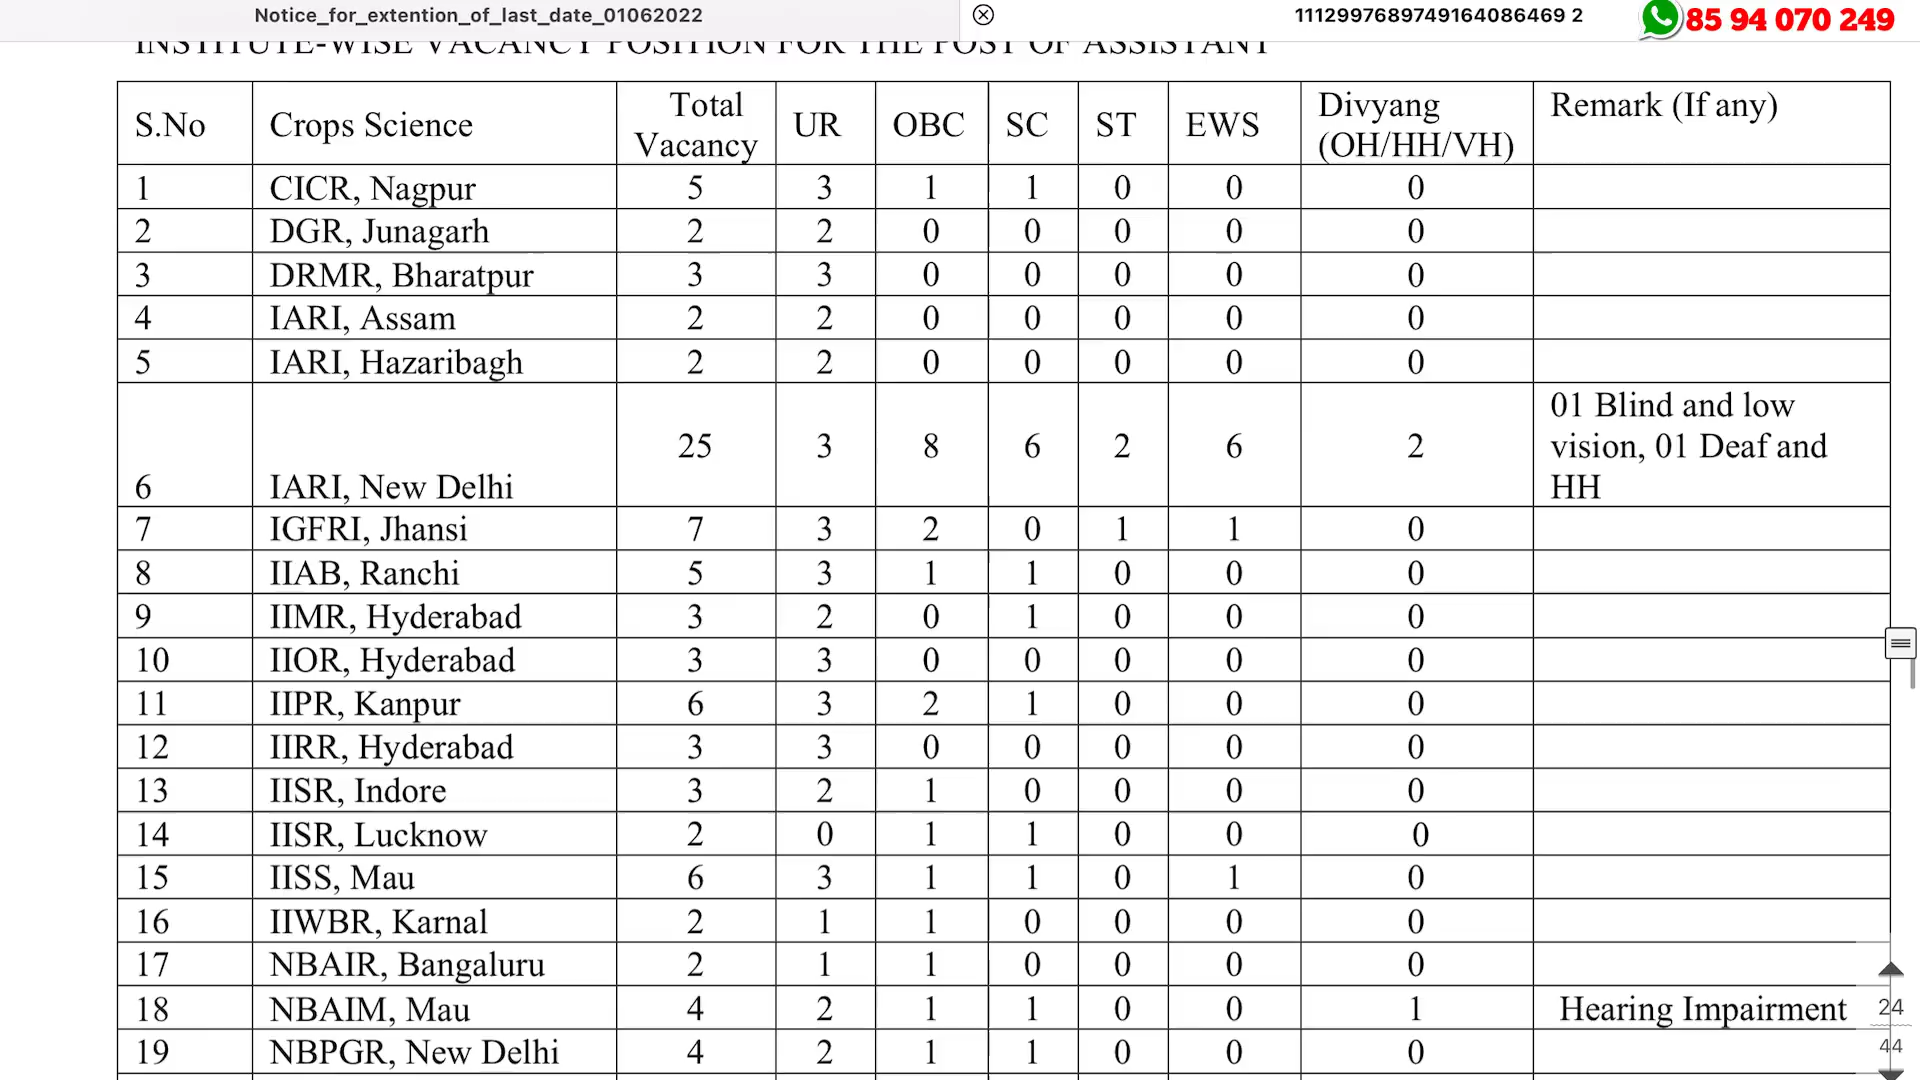 Notice_for_extention_of_last_date_01062022
1112997689749164086469 2
85 94 070 249
INSTITUTE-WISE VACANCY POSITION FOR THE POST OF ASSISTANT
S.No Crops Science Total Vacancy UR OBC SC ST EWS Divyang (OH/HH/VH) Remark (If any)
1 CICR, Nagpur 5 3 1 1 0 0 0
2 DGR, Junagarh 2 2 0 0 0 0 0
3 DRMR, Bharatpur 3 3 0 0 0 0 0
4 IARI, Assam 2 2 0 0 0 0 0
5 IARI, Hazaribagh 2 2 0 0 0 0 0
6 IARI, New Delhi 25 3 8 6 2 6 2 01 Blind and low vision, 01 Deaf and HH
7 IGFRI, Jhansi 7 3 2 0 1 1 0
8 IIAB, Ranchi 5 3 1 1 0 0 0
9 IIMR, Hyderabad 3 2 0 1 0 0 0
10 IIOR, Hyderabad 3 3 0 0 0 0 0
11 IIPR, Kanpur 6 3 2 1 0 0 0
12 IIRR, Hyderabad 3 3 0 0 0 0 0
13 IISR, Indore 3 2 1 0 0 0 0
14 IISR, Lucknow 2 0 1 1 0 0 0
15 IISS, Mau 6 3 1 1 0 1 0
16 IIWBR, Karnal 2 1 1 0 0 0 0
17 NBAIR, Bangaluru 2 1 1 0 0 0 0
18 NBAIM, Mau 4 2 1 1 0 0 1 Hearing Impairment
19 NBPGR, New Delhi 4 2 1 1 0 0 0
24
44